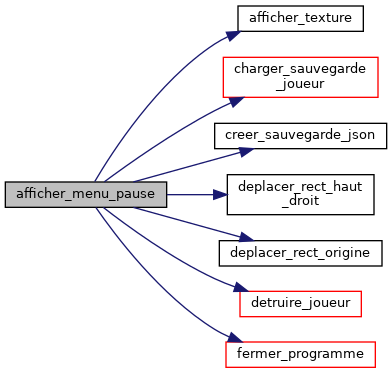 afficher_texture
charger_sauvegarde
_joueur
creer_sauvegarde_json
afficher_menu_pause
deplacer_rect_haut
_droit
deplacer_rect_origine
detruire_joueur
fermer_programme